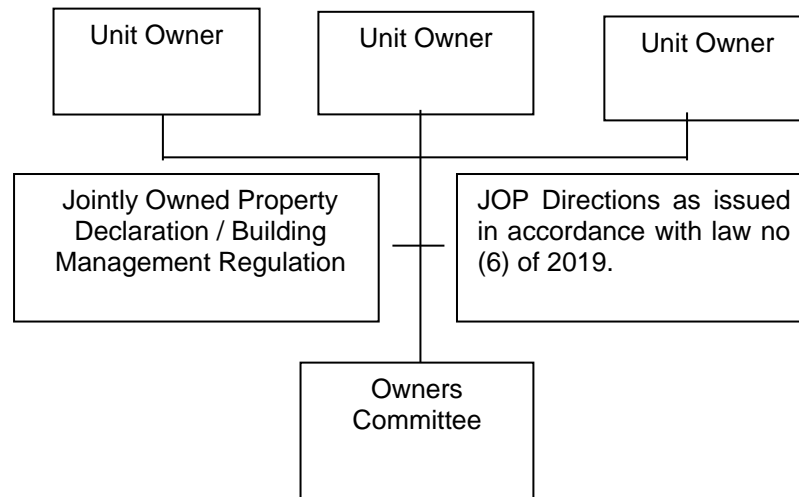 Unit Owner
Unit Owner
Unit Owner
Jointly Owned Property
Declaration / Building
Management Regulation
JOP Directions as issued
in accordance with law no
(6) of 2019.
Owners
Committee